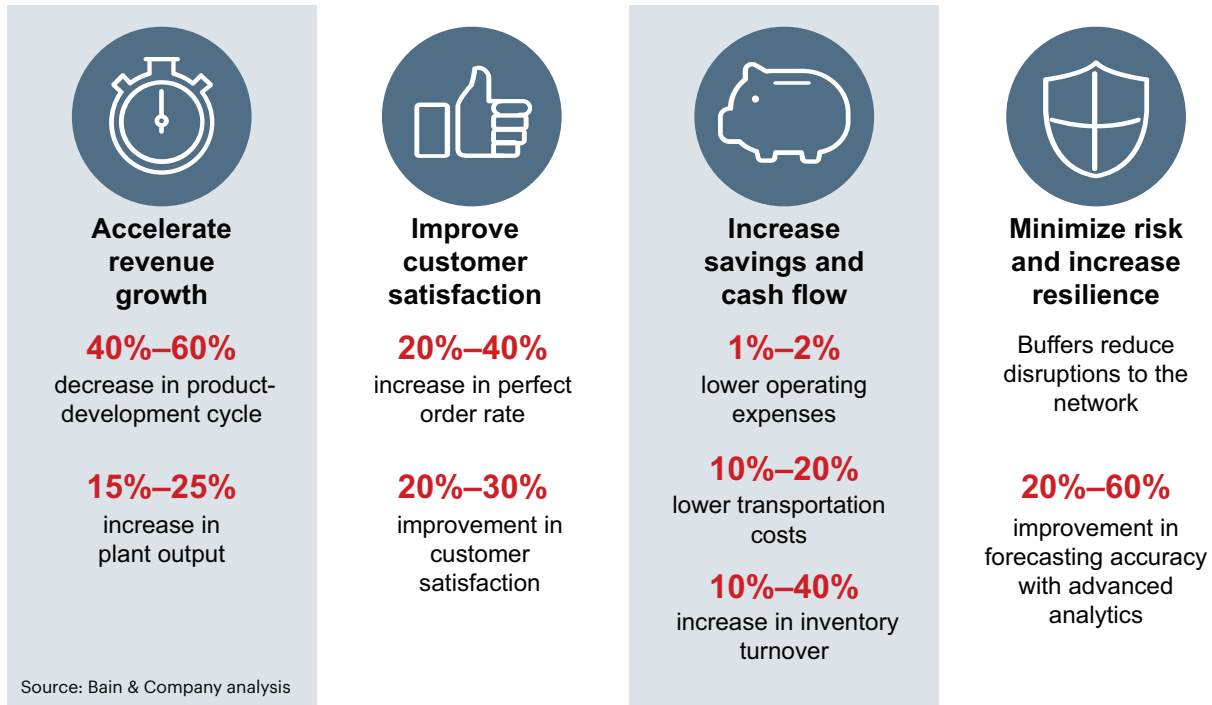 Accelerate
revenue
growth
40%–60%
decrease in product-
development cycle
15%–25%
increase in
plant output
Improve
customer
satisfaction
20%–40%
increase in perfect
order rate
20%–30%
improvement in
customer
satisfaction
Increase
savings and
cash flow
1%–2%
lower operating
expenses
10%–20%
lower transportation
costs
10%–40%
increase in inventory
turnover
Minimize risk
and increase
resilience
Buffers reduce
disruptions to the
network
20%–60%
improvement in
forecasting accuracy
with advanced
analytics
Source: Bain & Company analysis